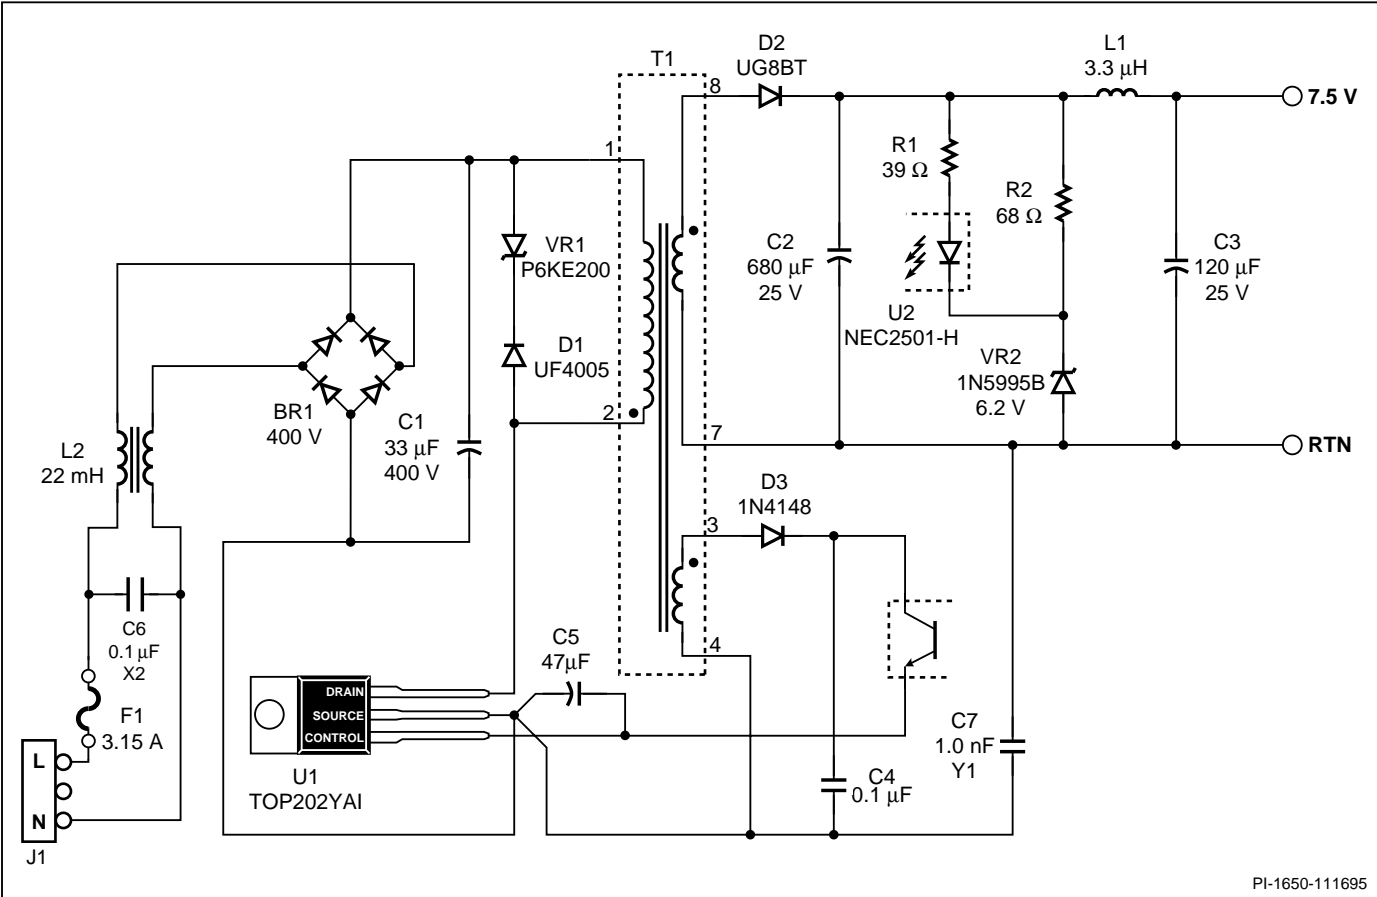 D2
UG8BT
L1
3.3 µH
T1
8
7.5 V
R1
39 Ω
1
R2
68 Ω
VR1
P6KE200
C2
680 µF
25 V
C3
120 µF
25 V
U2
NEC2501-H
D1
UF4005
VR2
1N5995B
6.2 V
BR1
400 V
C1
33 µF
400 V
2
7
RTN
L2
22 mH
D3
1N4148
3
C6
0.1 µF
X2
C5
47µF
4
DRAIN
SOURCE
CONTROL
F1
3.15 A
C7
1.0 nF
Y1
L
N
J1
U1
TOP202YAI
C4
0.1 µF
PI-1650-111695